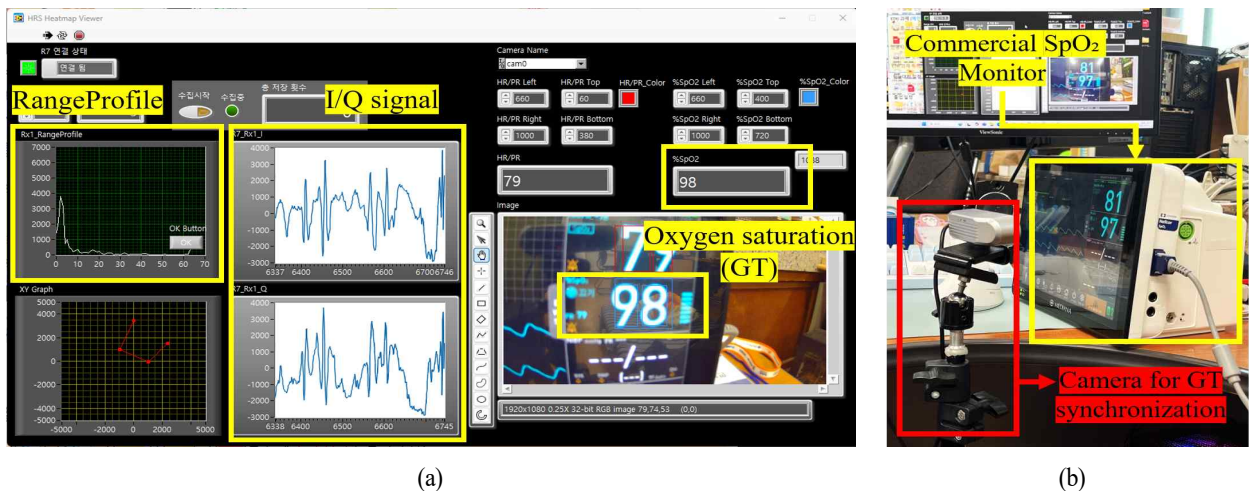 HRS Heatmap Viewer
R7 연결 상태
연결 됨
RangeProfile
수집시작
수집중
총 저장 횟수
I/Q signal
Rx1_RangeProfile
7000
6000
5000
4000
3000
2000
1000
0
OK Button
OK
0 10 20 30 40 50 60 70
R7_Rx1_I
4000
3000
2000
1000
0
-1000
-2000
-3000
6337 6400 6500 6600 6700 6746
XY Graph
5000
4000
2000
0
-2000
-4000
-5000
-5000 -2000 0 2000 5000
R7_Rx1_Q
4000
3000
2000
1000
0
-1000
-2000
-3000
6338 6400 6500 6600 6745
Camera Name
cam0
HR/PR Left HR/PR Top HR/PR_Color %SpO2 Left %SpO2 Top %SpO2_Color
660 60 660 400
HR/PR Right HR/PR Bottom %SpO2 Right %SpO2 Bottom
1000 380 1000 720
HR/PR
79
%SpO2
98
Image
Oxygen saturation
(GT)
98
--/--
1920x1080 0.25X 32-bit RGB image 79,74,53 (0,0)
(a)
Commercial SpO₂
Monitor
81
97
ViewSonic
81
97
Camera for GT
synchronization
(b)